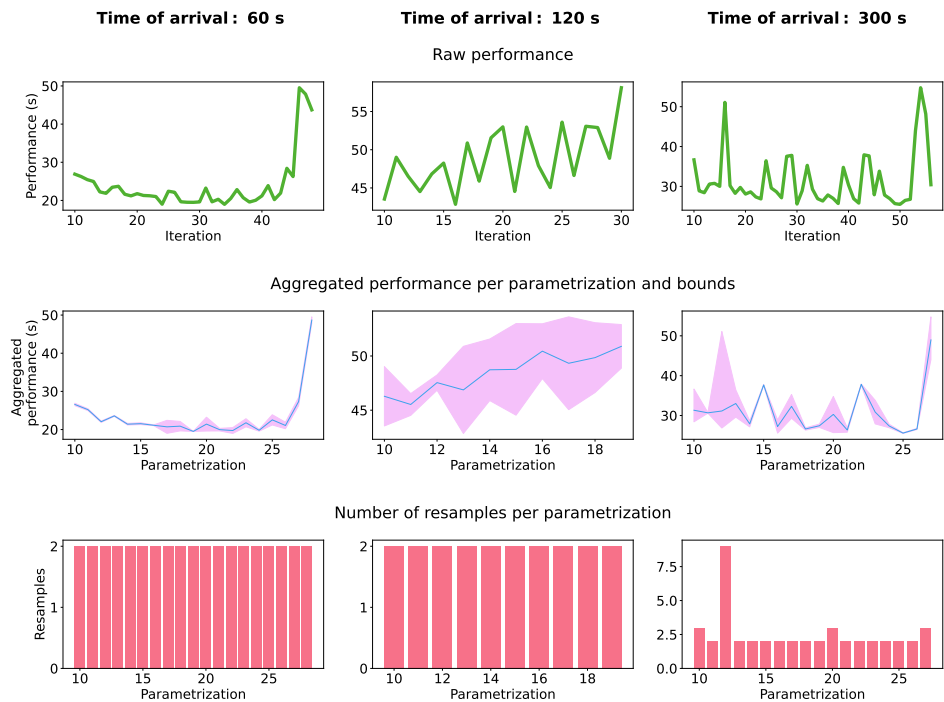 Time of arrival: 60 s
Time of arrival: 120 s
Time of arrival: 300 s
Raw performance
Performance (s)
50
40
30
20
10 20 30 40
Iteration
55
50
45
10 15 20 25 30
Iteration
50
40
30
10 20 30 40 50
Iteration
Aggregated performance per parametrization and bounds
Aggregated
performance (s)
50
40
30
20
10 15 20 25
Parametrization
50
45
10 12 14 16 18
Parametrization
50
40
30
10 15 20 25
Parametrization
Number of resamples per parametrization
Resamples
2
1
0
10 15 20 25
Parametrization
2
1
0
10 12 14 16 18
Parametrization
7.5
5.0
2.5
0.0
10 15 20 25
Parametrization